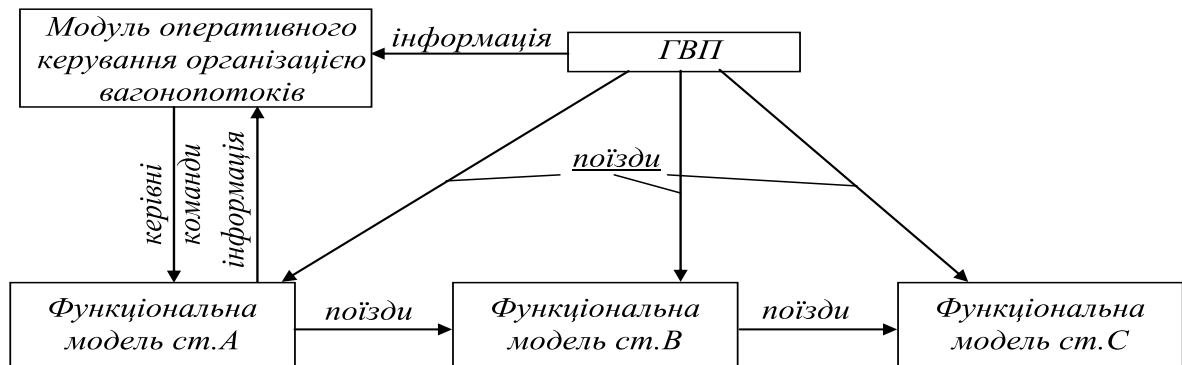 Модуль оперативного
керування організацією
вагонопотоків
інформація
ГВП
керівні
команди
інформація
поїзди
Функціональна
модель ст.А
поїзди
Функціональна
модель ст.В
поїзди
Функціональна
модель ст.С